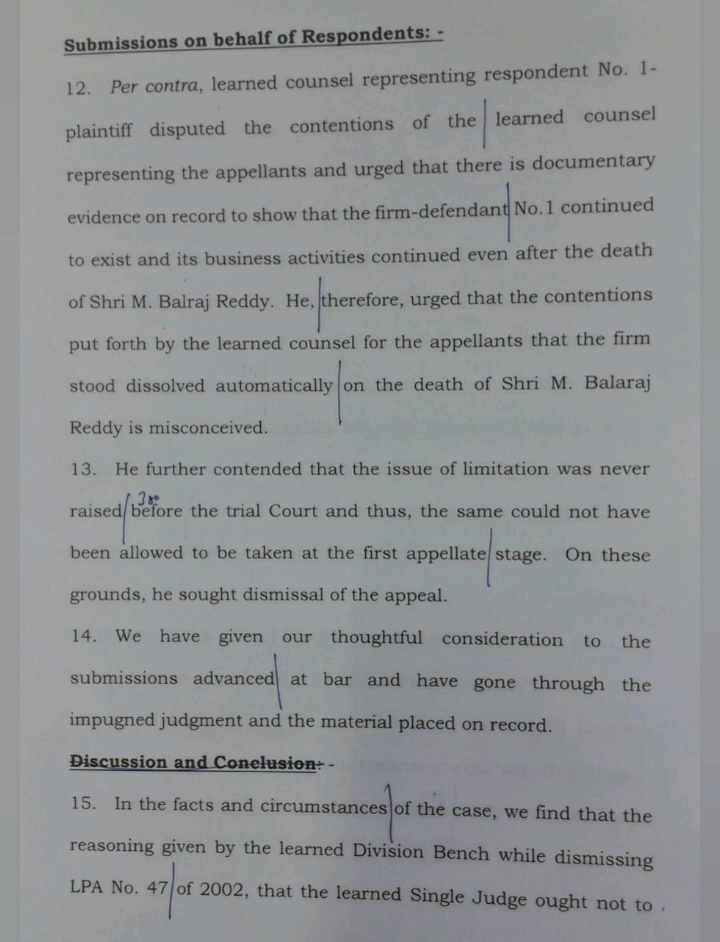 Submissions on behalf of Respondents: -
12. Per contra, learned counsel representing respondent No. 1-
plaintiff disputed the contentions of the learned counsel
representing the appellants and urged that there is documentary
evidence on record to show that the firm-defendant No.1 continued
to exist and its business activities continued even after the death
of Shri M. Balraj Reddy. He, therefore, urged that the contentions
put forth by the learned counsel for the appellants that the firm
stood dissolved automatically on the death of Shri M. Balaraj
Reddy is misconceived.
13. He further contended that the issue of limitation was never
380
raised before the trial Court and thus, the same could not have
been allowed to be taken at the first appellate stage. On these
grounds, he sought dismissal of the appeal.
14. We have given our thoughtful consideration to the
submissions advanced at bar and have gone through the
impugned judgment and the material placed on record.
Discussion and Conclusion: -
15. In the facts and circumstances of the case, we find that the
reasoning given by the learned Division Bench while dismissing
LPA No. 47 of 2002, that the learned Single Judge ought not to